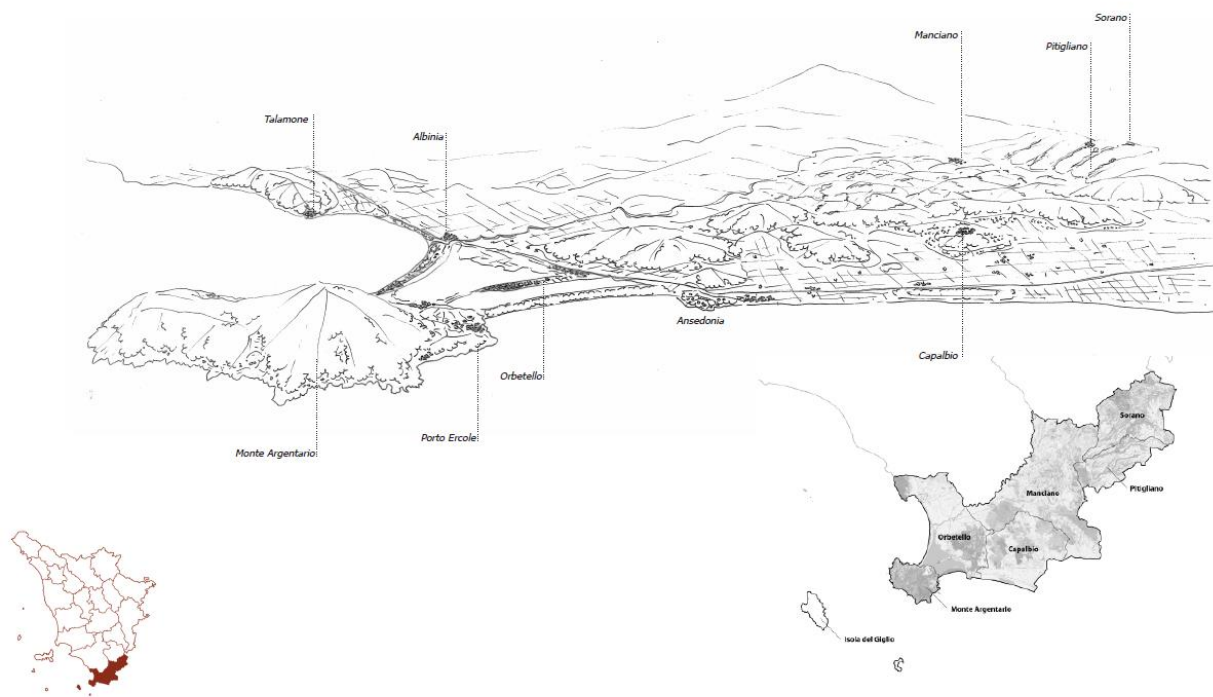 Sorano
Manciano
Pitigliano
Talamone
Albinia
Ansedonia
Capalbio
Orbetello
Porto Ercole
Monte Argentario
Sorano
Pitigliano
Manciano
Orbetello
Capalbio
Monte Argentario
Isola del Giglio